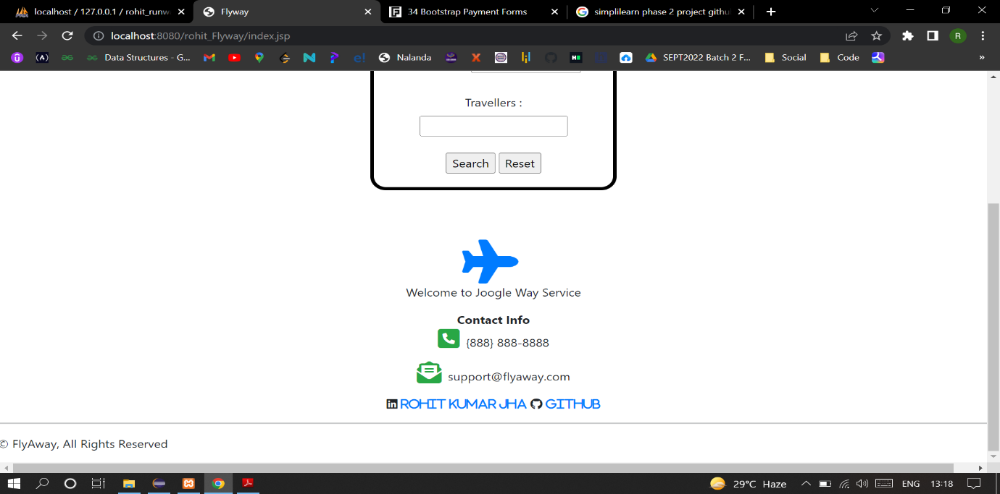 localhost / 127.0.0.1 / rohit_runw
Flyway
34 Bootstrap Payment Forms
simplilearn phase 2 project githu
localhost:8080/rohit_Flyway/index.jsp
R
Data Structures - G...
Nalanda
SEPT2022 Batch 2 F...
Social
Code
»
Travellers :
Search Reset
Welcome to Joogle Way Service
Contact Info
{888} 888-8888
support@flyaway.com
ROHIT KUMAR JHA GITHUB
© FlyAway, All Rights Reserved
29°C Haze
ENG
13:18